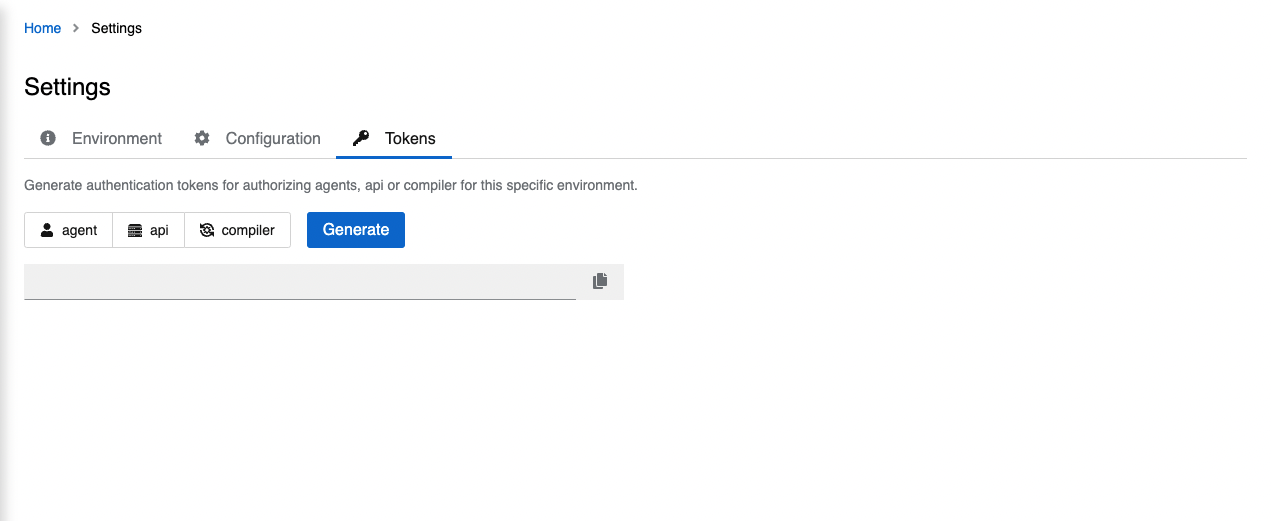 Home > Settings
Settings
Environment Configuration Tokens
Generate authentication tokens for authorizing agents, api or compiler for this specific environment.
agent api compiler Generate